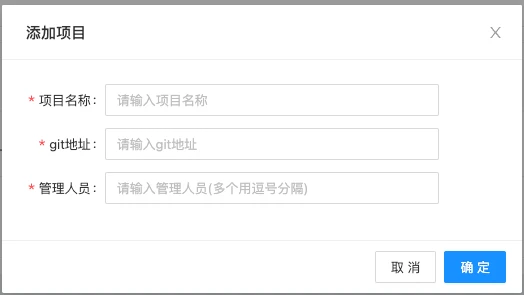 添加项目
* 项目名称： 请输入项目名称
* git地址： 请输入git地址
* 管理人员： 请输入管理人员(多个用逗号分隔)
取 消 确 定